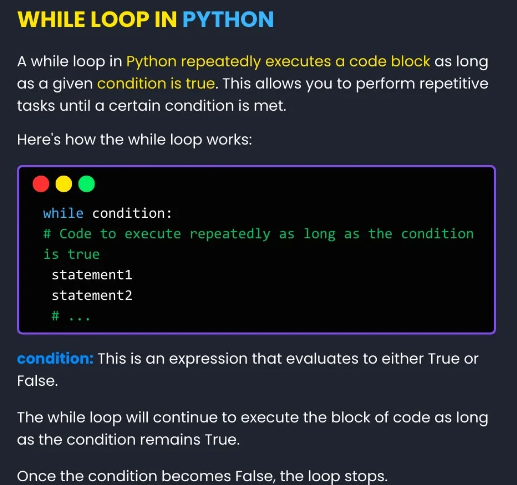 WHILE LOOP IN PYTHON
A while loop in Python repeatedly executes a code block as long
as a given condition is true. This allows you to perform repetitive
tasks until a certain condition is met.
Here's how the while loop works:
while condition:
# Code to execute repeatedly as long as the condition
is true
statement1
statement2
# ...
condition: This is an expression that evaluates to either True or
False.
The while loop will continue to execute the block of code as long
as the condition remains True.
Once the condition becomes False, the loop stops.